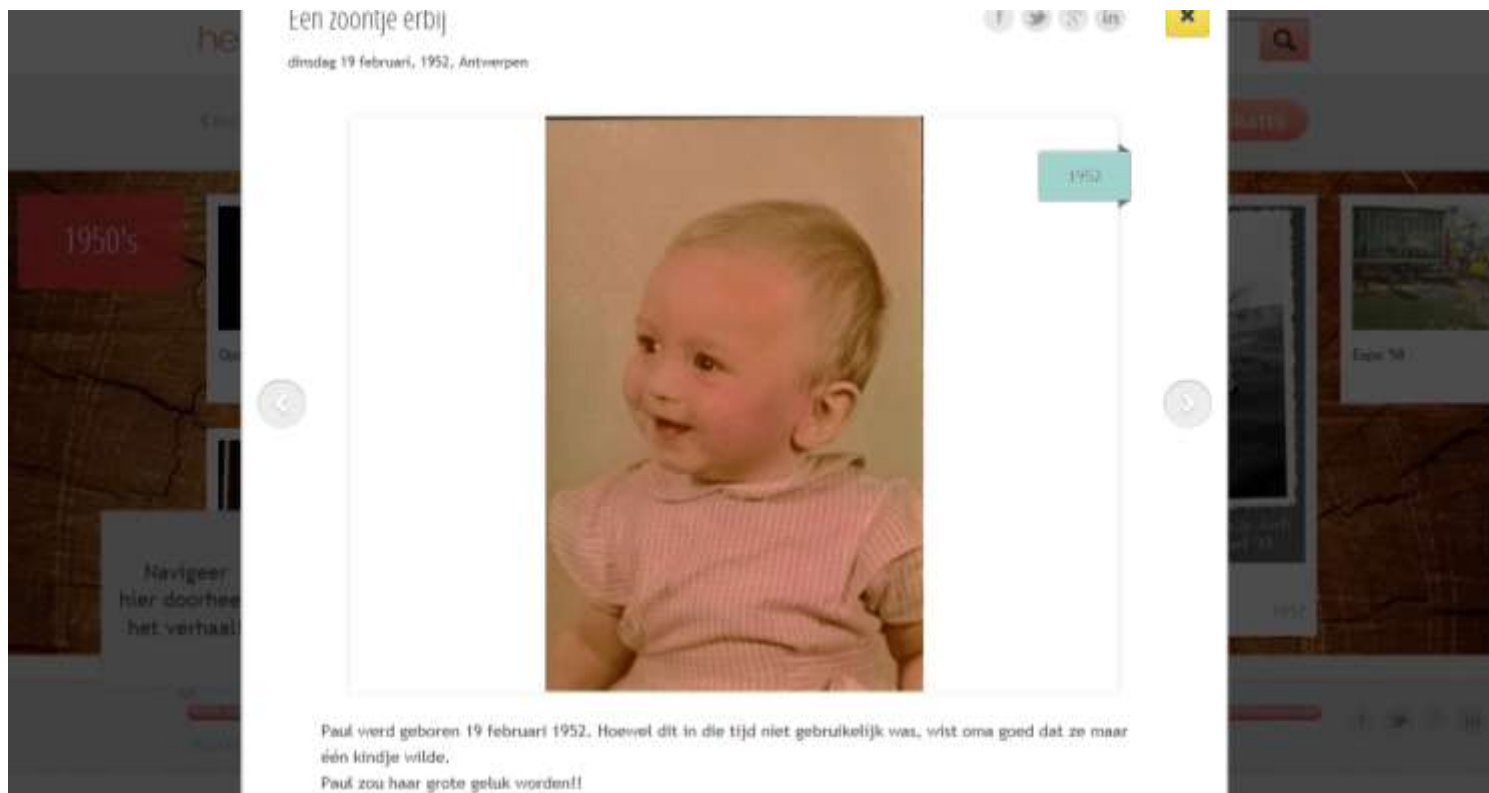 Een zoontje erbij
dinsdag 19 februari, 1952, Antwerpen
1952
1950's
Expo '58
Navigeer
hier doorhee
het verhaal!
1952
Paul werd geboren 19 februari 1952. Hoewel dit in die tijd niet gebruikelijk was, wist oma goed dat ze maar
één kindje wilde.
Paul zou haar grote geluk worden!!